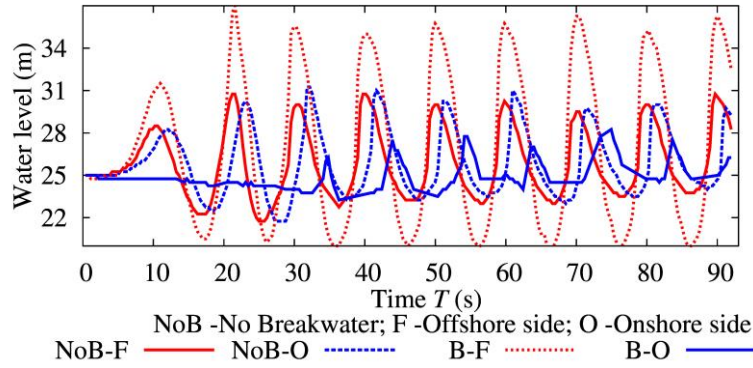 Water level (m)
34
31
28
25
22
0 10 20 30 40 50 60 70 80 90
Time T (s)
NoB -No Breakwater; F -Offshore side; O -Onshore side
NoB-F NoB-O B-F B-O